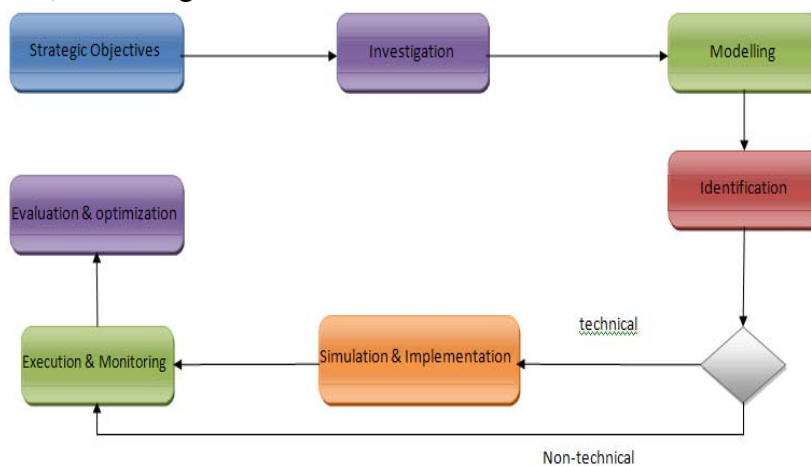 Strategic Objectives
Investigation
Modelling
Identification
Evaluation & optimization
technical
Simulation & Implementation
Execution & Monitoring
Non-technical